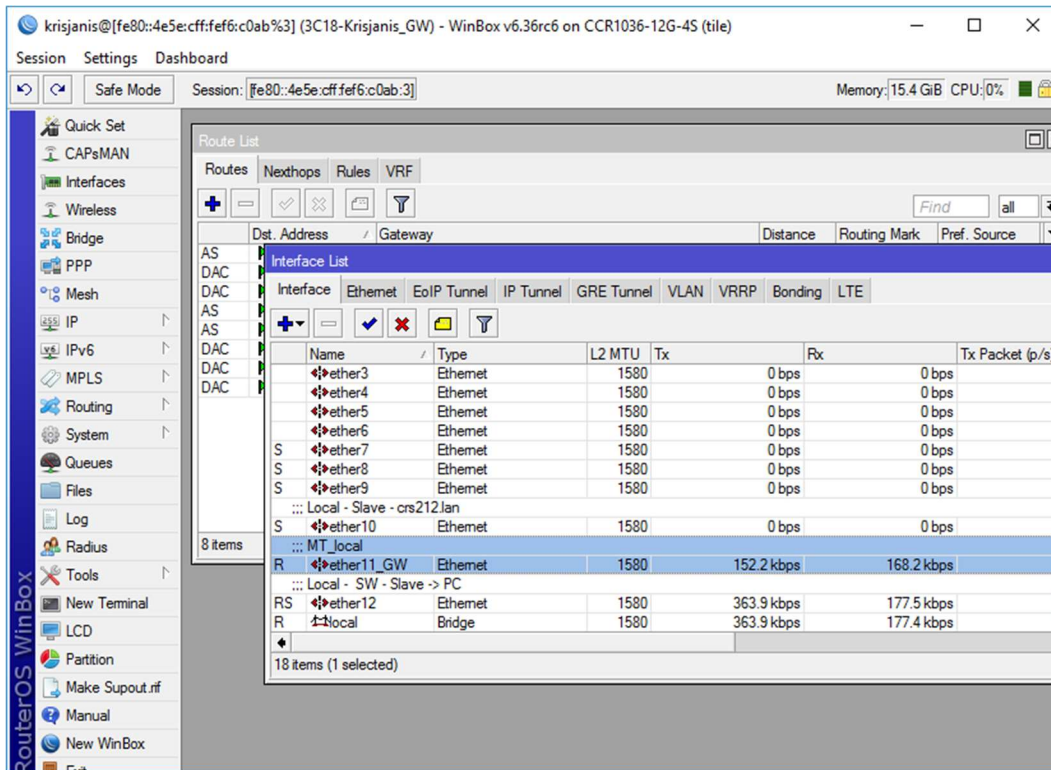 krisjanis@[fe80::4e5e:cff:fef6:c0ab%3] (3C18-Krisjanis_GW) - WinBox v6.36rc6 on CCR1036-12G-4S (tile)
Session Settings Dashboard
Safe Mode Session: [fe80::4e5e:cff:fef6:c0ab:3] Memory: 15.4 GiB CPU: 0%
RouterOS WinBox
Quick Set
CAPsMAN
Interfaces
Wireless
Bridge
PPP
Mesh
IP
IPv6
MPLS
Routing
System
Queues
Files
Log
Radius
Tools
New Terminal
LCD
Partition
Make Supout.rif
Manual
New WinBox
Exit
Route List
Routes Nexthops Rules VRF
Find all
Dst. Address / Gateway Distance Routing Mark Pref. Source
AS
DAC
DAC
AS
AS
DAC
DAC
DAC
8 items
Interface List
Interface Ethernet EoIP Tunnel IP Tunnel GRE Tunnel VLAN VRRP Bonding LTE
Name / Type L2 MTU Tx Rx Tx Packet (p/s
ether3 Ethernet 1580 0 bps 0 bps
ether4 Ethernet 1580 0 bps 0 bps
ether5 Ethernet 1580 0 bps 0 bps
ether6 Ethernet 1580 0 bps 0 bps
S ether7 Ethernet 1580 0 bps 0 bps
S ether8 Ethernet 1580 0 bps 0 bps
S ether9 Ethernet 1580 0 bps 0 bps
::: Local - Slave - crs212.lan
S ether10 Ethernet 1580 0 bps 0 bps
::: MT_local
R ether11_GW Ethernet 1580 152.2 kbps 168.2 kbps
::: Local - SW - Slave -> PC
RS ether12 Ethernet 1580 363.9 kbps 177.5 kbps
R local Bridge 1580 363.9 kbps 177.4 kbps
18 items (1 selected)